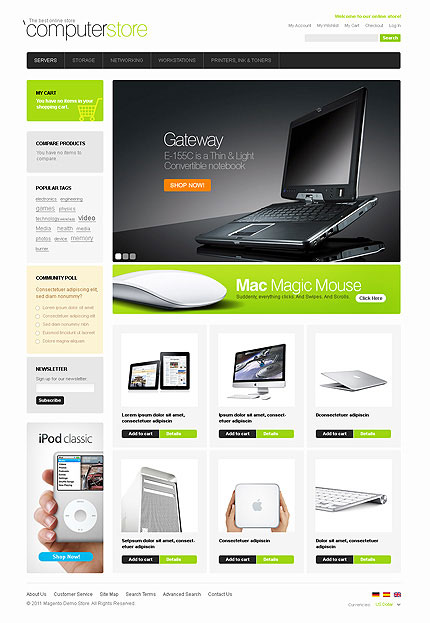 The best online store
computerstore
Welcome to our online store!
My Account
My Wishlist
My Cart
Checkout
Log In
Search
SERVERS
STORAGE
NETWORKING
WORKSTATIONS
PRINTERS, INK & TONERS
MY CART
You have no items in your
shopping cart.
COMPARE PRODUCTS
You have no items to
compare.
POPULAR TAGS
electronics engineering
games physics
video
Media health media
photos device memory
COMMUNITY POLL
Consectetuer adipiscing elit,
sed diam nonummy?
Lorem ipsum dolor sit amet
Consectetuer adipiscing elit
Sed diam nonummy nibh
Euismod tincidunt ut laoreet
Dolore magna aliquam
NEWSLETTER
Sign up for our newsletter:
Subscribe
iPod classic
Shop Now!
Gateway
E-155C is a Thin & Light
Convertible notebook
SHOP NOW!
Mac Magic Mouse
Suddenly, everything clicks. And Swipes. And Scrolls.
Click Here
Lorem ipsum dolor sit amet,
consectetuer adipiscin
Add to cart
Details
Ipsum dolor sit amet, consect-
etuer adipiscin
Add to cart
Details
Dconsectetuer adipiscin
Add to cart
Details
Setpsum dolor sit amet, consect-
etuer adipiscin
Add to cart
Details
Consectetuer adipiscin
Add to cart
Details
Dolor sit amet, consectetuer
adipiscin
Add to cart
Details
About Us
Customer Service
Site Map
Search Terms
Advanced Search
Contact Us
© 2011 Magento Demo Store. All Rights Reserved.
Currencies:
US Dollar